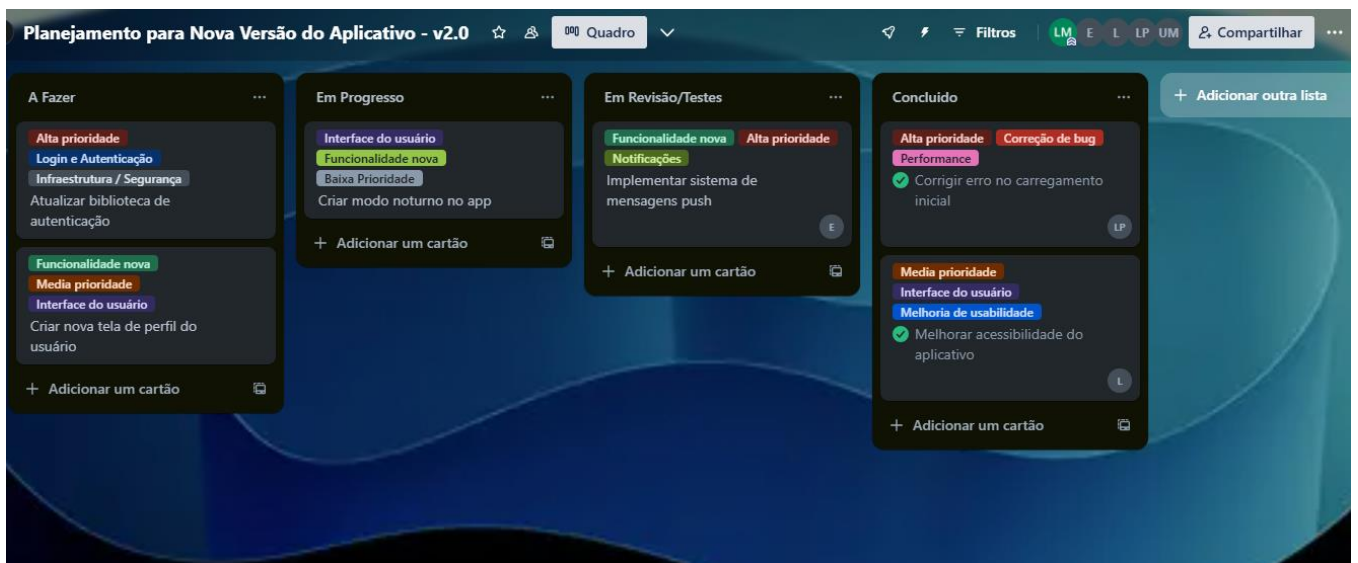 Planejamento para Nova Versão do Aplicativo - v2.0 Quadro Filtros LM E L LP UM Compartilhar
A Fazer
Alta prioridade
Login e Autenticação
Infraestrutura / Segurança
Atualizar biblioteca de
autenticação
Funcionalidade nova
Media prioridade
Interface do usuário
Criar nova tela de perfil do
usuário
+ Adicionar um cartão
Em Progresso
Interface do usuário
Funcionalidade nova
Baixa Prioridade
Criar modo noturno no app
+ Adicionar um cartão
Em Revisão/Testes
Funcionalidade nova Alta prioridade
Notificações
Implementar sistema de
mensagens push
E
+ Adicionar um cartão
Concluido
Alta prioridade Correção de bug
Performance
Corrigir erro no carregamento
inicial
LP
Media prioridade
Interface do usuário
Melhoria de usabilidade
Melhorar acessibilidade do
aplicativo
L
+ Adicionar um cartão
+ Adicionar outra lista